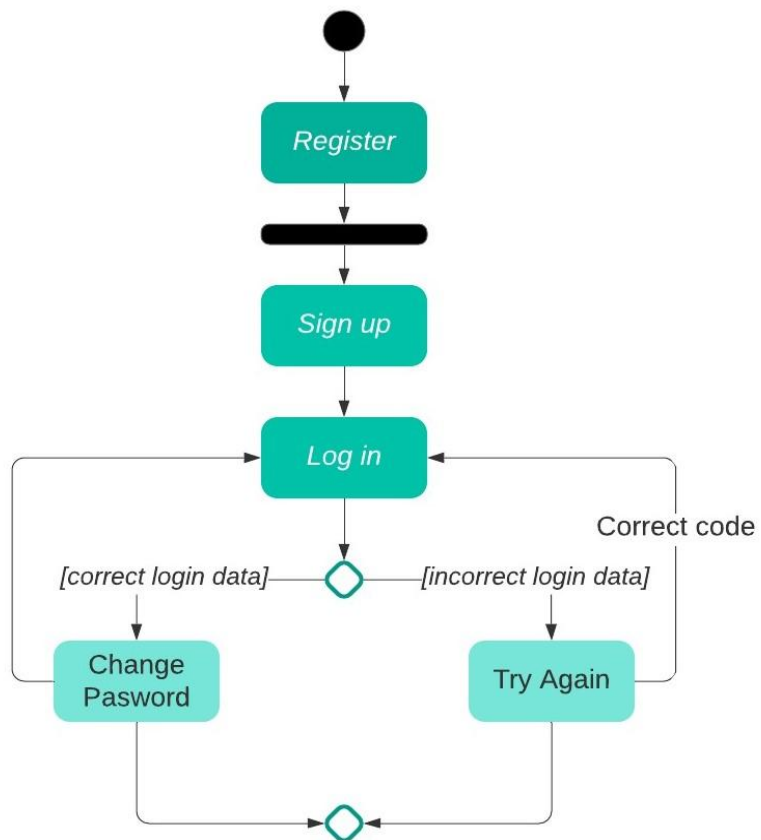 Register
Sign up
Log in
Correct code
[correct login data]
[incorrect login data]
Change
Pasword
Try Again